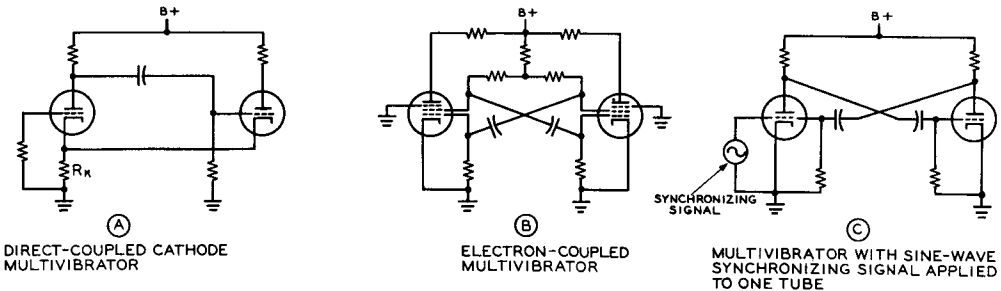 B+
B+
B+
RK
SYNCHRONIZING
SIGNAL
A
B
C
DIRECT-COUPLED CATHODE
MULTIVIBRATOR
ELECTRON-COUPLED
MULTIVIBRATOR
MULTIVIBRATOR WITH SINE-WAVE
SYNCHRONIZING SIGNAL APPLIED
TO ONE TUBE